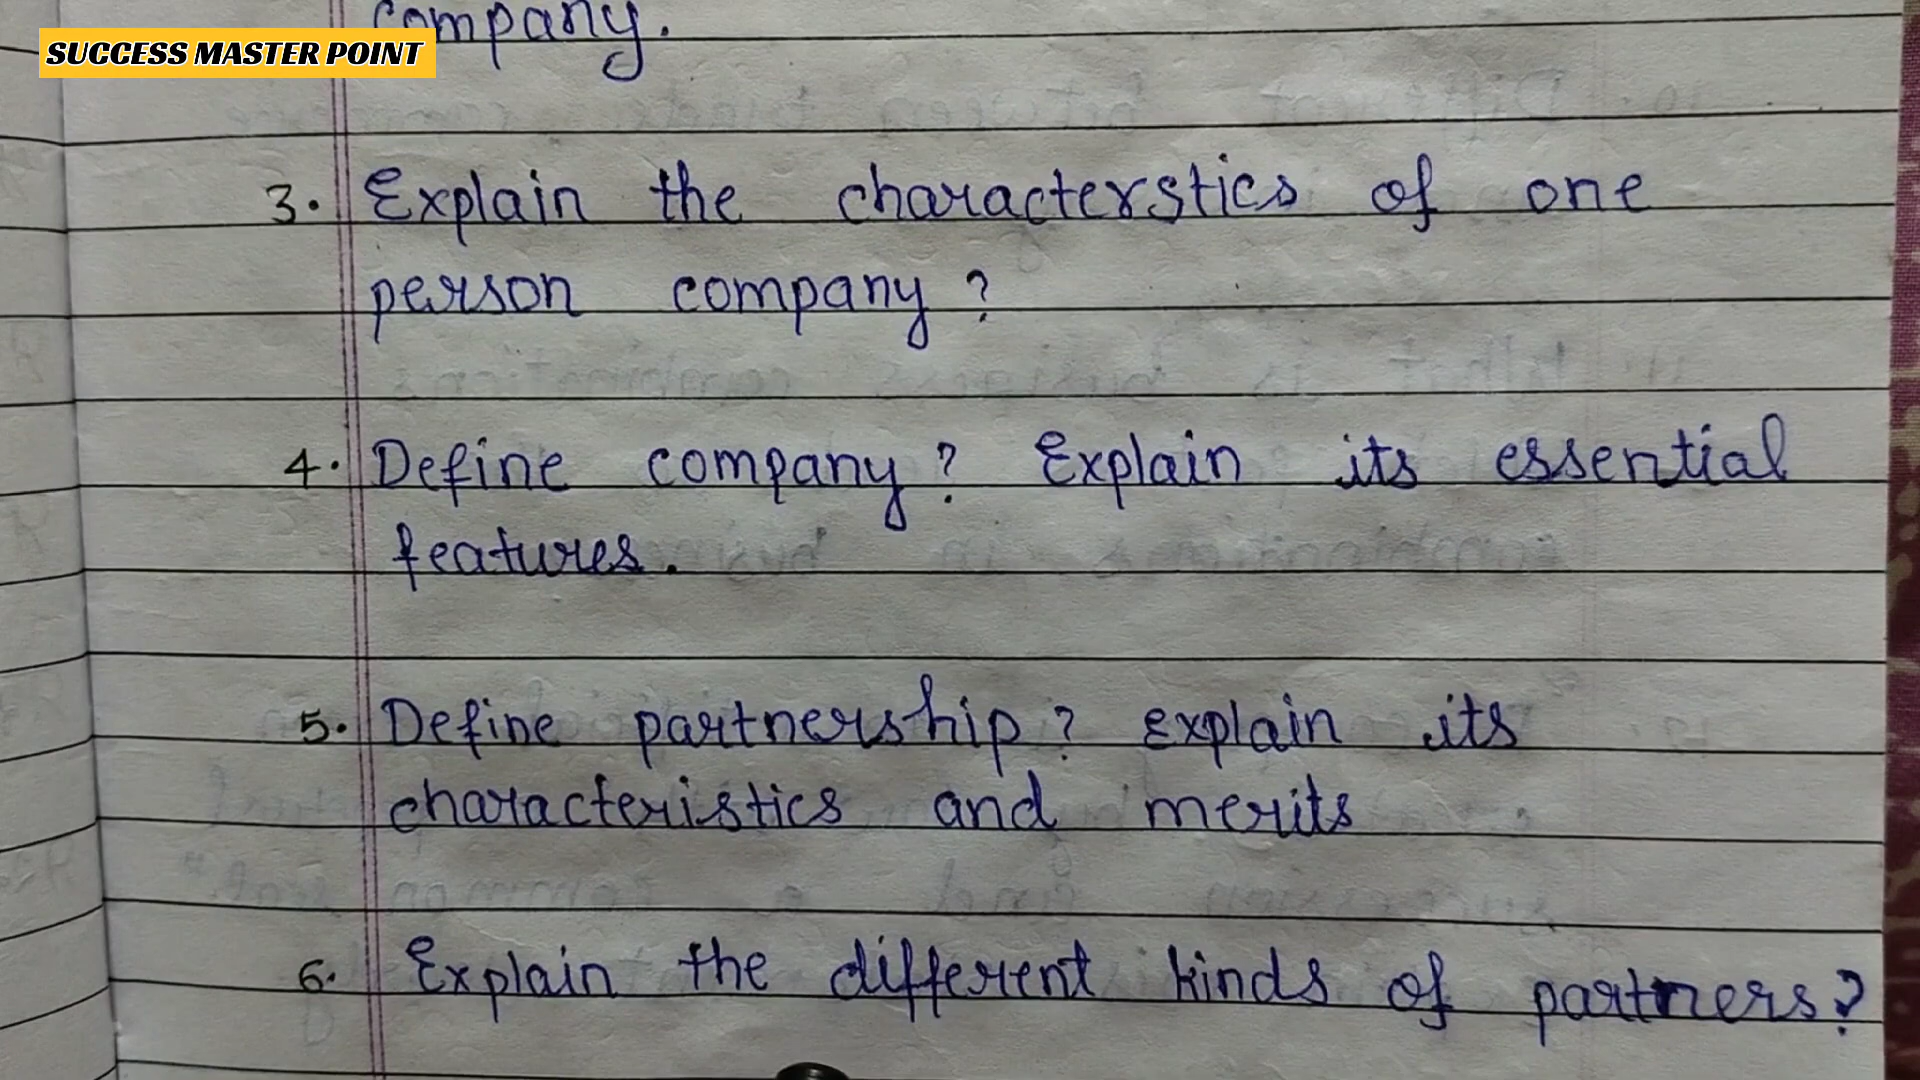 company.
SUCCESS MASTER POINT
3. Explain the characterstics of one
person company?
4. Define company? Explain its essential
features.
5. Define partnership? explain its
characteristics and merits
6. Explain the different kinds of partners?